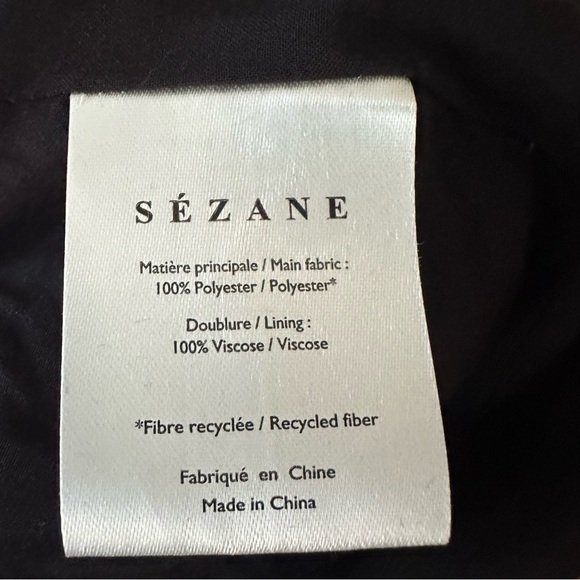 SÉZANE
Matière principale / Main fabric :
100% Polyester / Polyester*
Doublure / Lining :
100% Viscose / Viscose
*Fibre recyclée / Recycled fiber
Fabriqué en Chine
Made in China